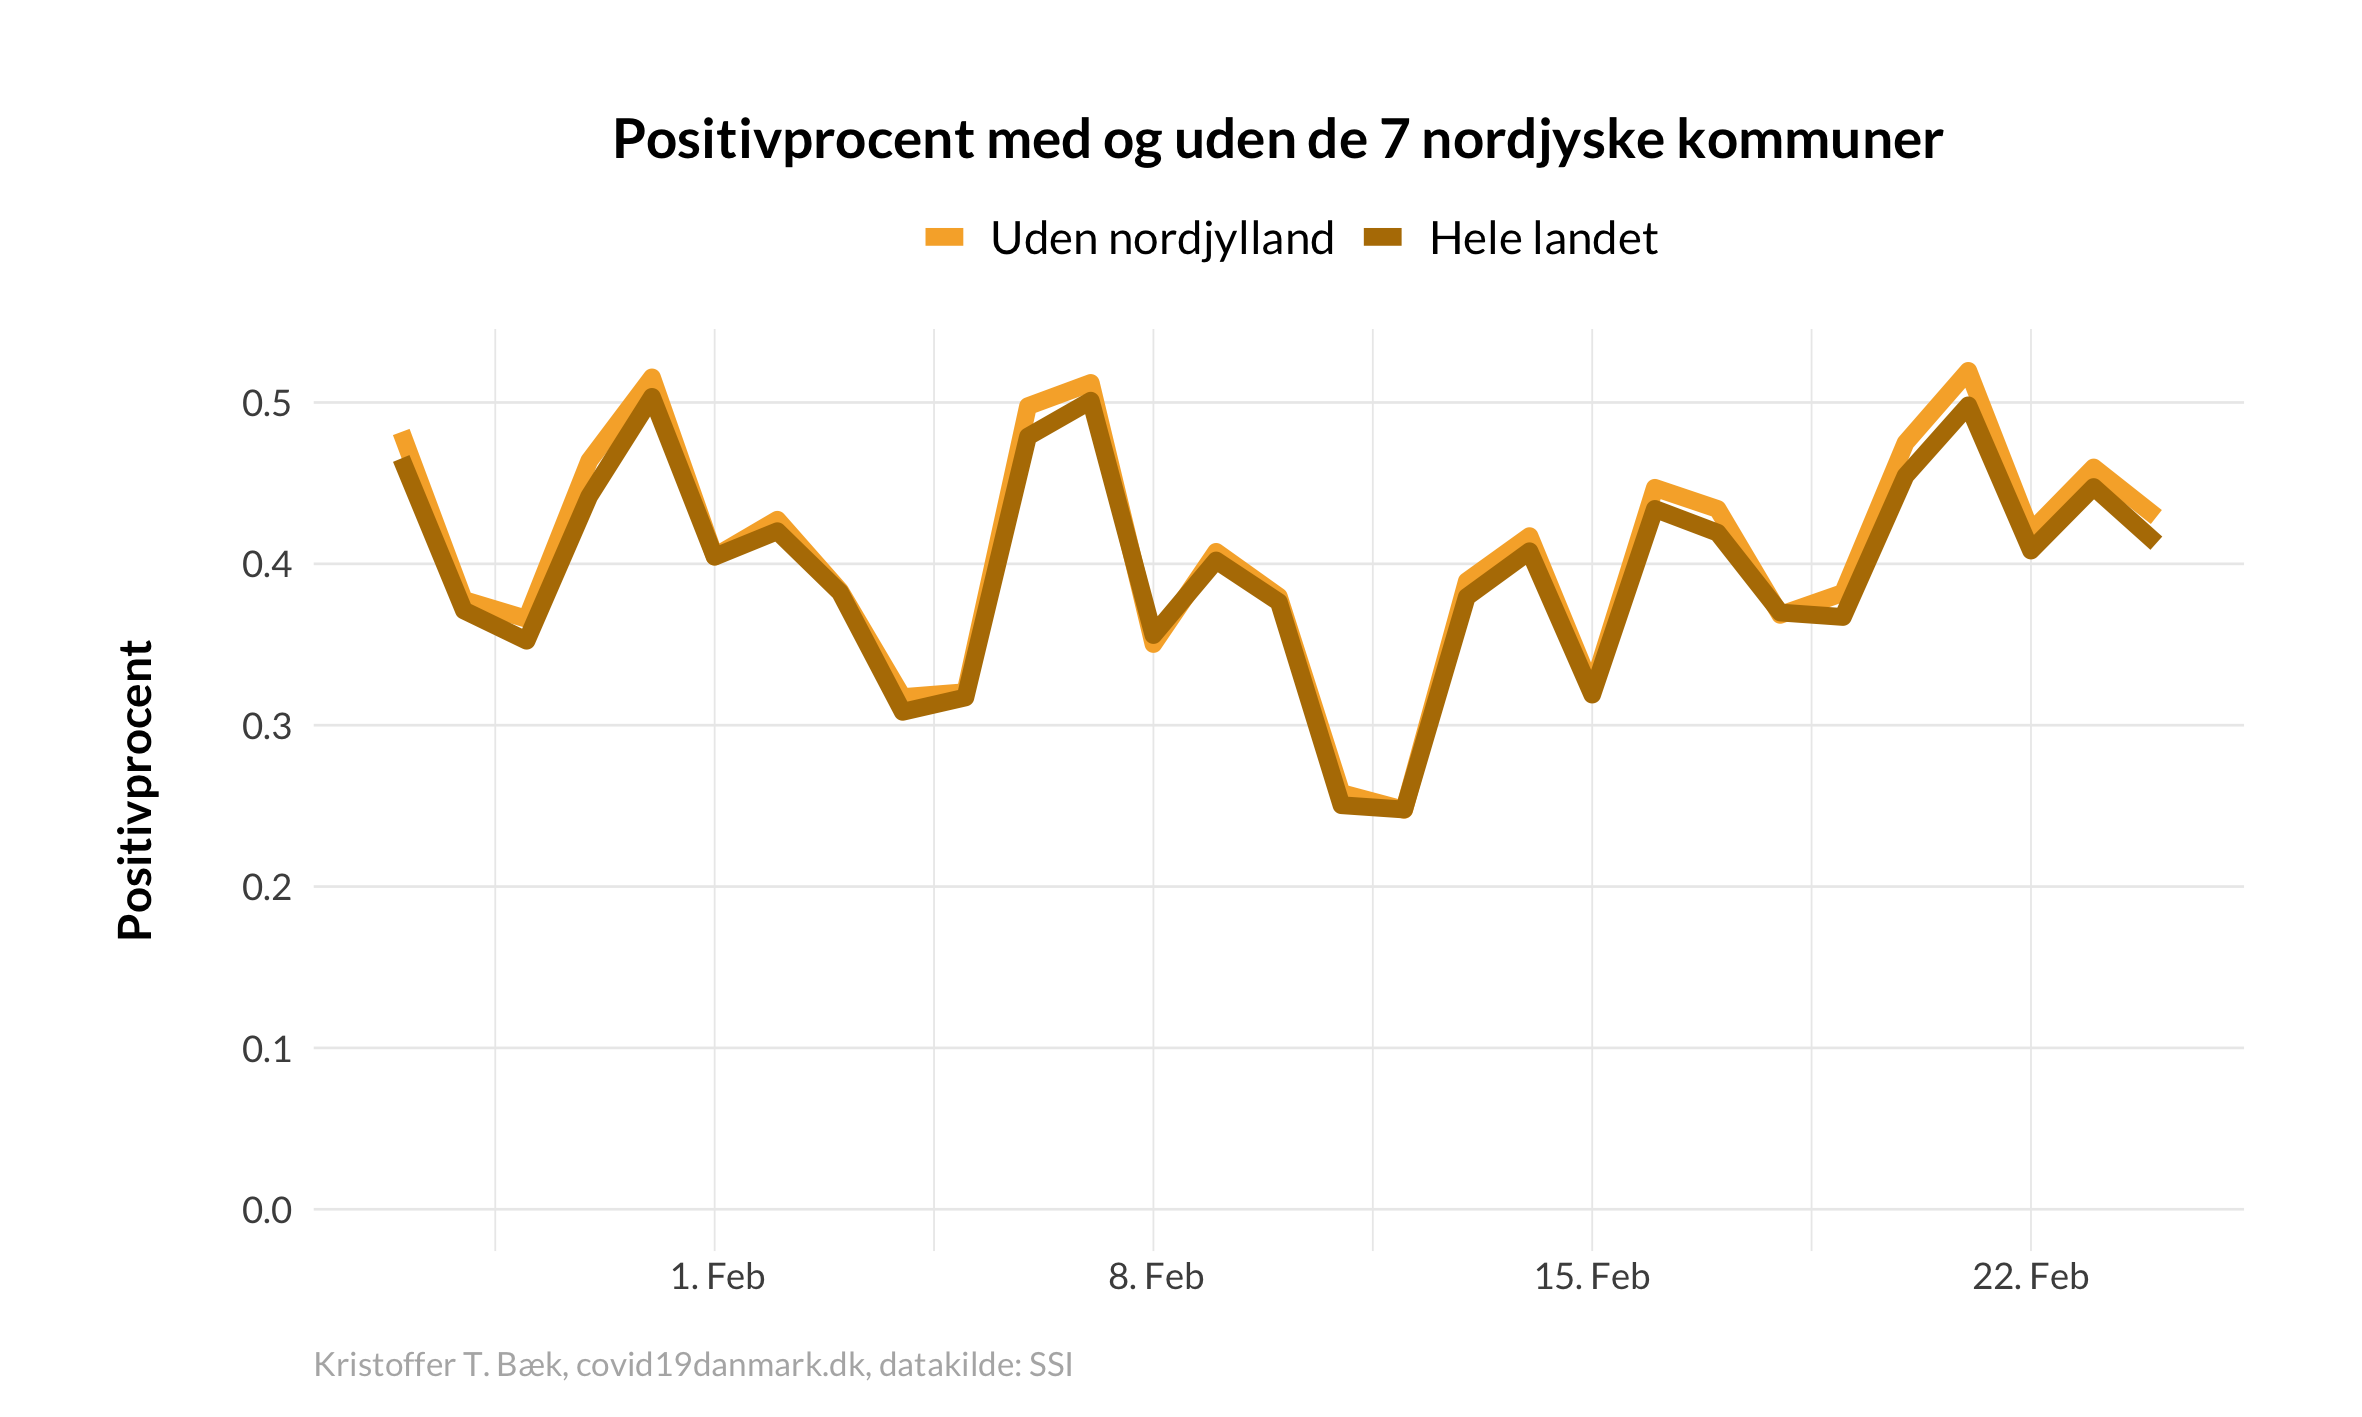 Positivprocent med og uden de 7 nordjyske kommuner
Uden nordjylland Hele landet
Positivprocent
0.5
0.4
0.3
0.2
0.1
0.0
1. Feb 8. Feb 15. Feb 22. Feb
Kristoffer T. Bæk, covid19danmark.dk, datakilde: SSI